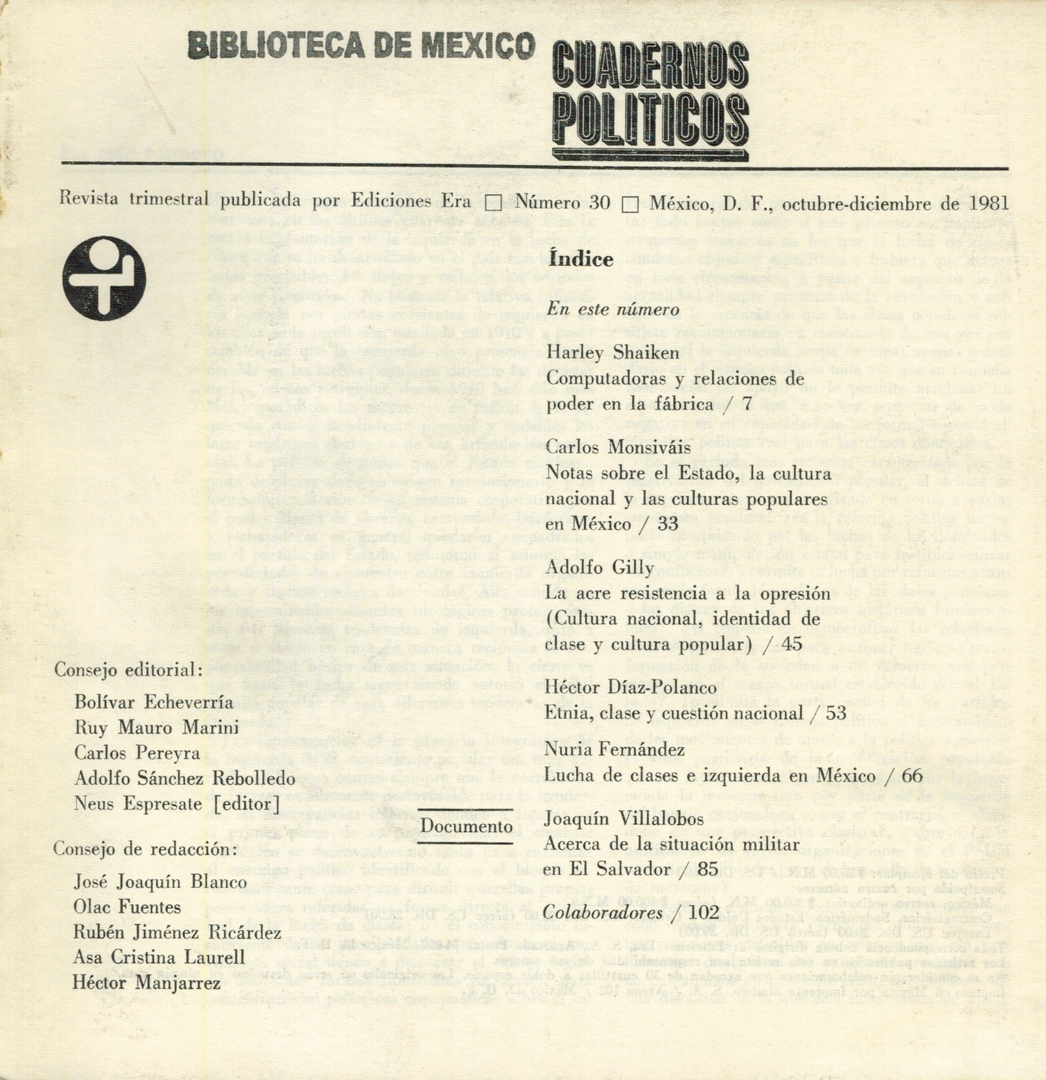 BIBLIOTECA DE MEXICO
CUADERNOS
POLITICOS
Revista trimestral publicada por Ediciones Era □ Número 30 □ México, D. F., octubre-diciembre de 1981
Índice
En este número
Harley Shaiken
Computadoras y relaciones de
poder en la fábrica / 7
Carlos Monsiváis
Notas sobre el Estado, la cultura
nacional y las culturas populares
en México / 33
Adolfo Gilly
La acre resistencia a la opresión
(Cultura nacional, identidad de
clase y cultura popular) / 45
Héctor Díaz-Polanco
Etnia, clase y cuestión nacional / 53
Nuria Fernández
Lucha de clases e izquierda en México / 66
Documento
Joaquín Villalobos
Acerca de la situación militar
en El Salvador / 85
Colaboradores / 102
Consejo editorial:
Bolívar Echeverría
Ruy Mauro Marini
Carlos Pereyra
Adolfo Sánchez Rebolledo
Neus Espresate [editor]
Consejo de redacción:
José Joaquín Blanco
Olac Fuentes
Rubén Jiménez Ricárdez
Asa Cristina Laurell
Héctor Manjarrez